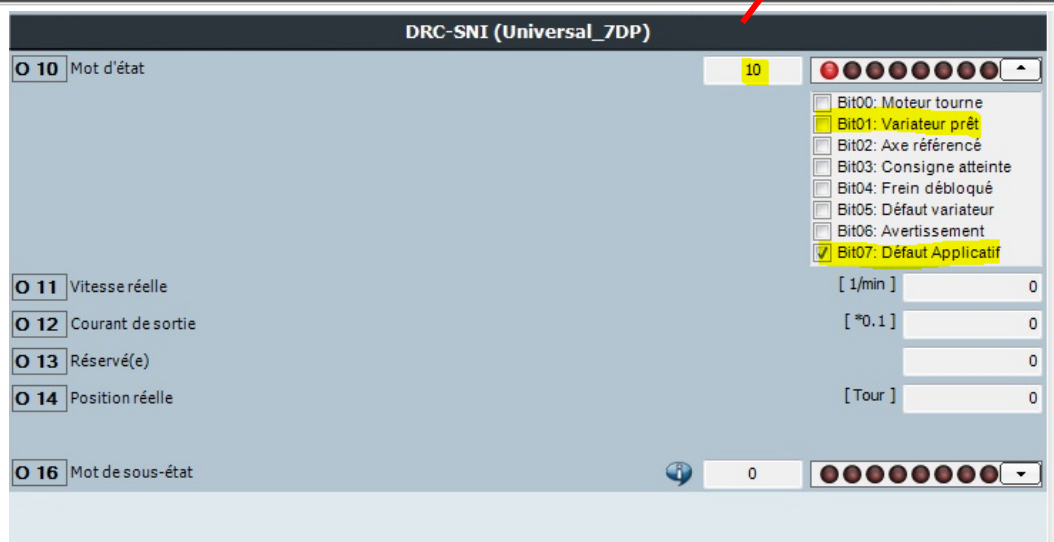 DRC-SNI (Universal_7DP)
O 10 Mot d'état 10
Bit00: Moteur tourne
Bit01: Variateur prêt
Bit02: Axe référencé
Bit03: Consigne atteinte
Bit04: Frein débloqué
Bit05: Défaut variateur
Bit06: Avertissement
Bit07: Défaut Applicatif
O 11 Vitesse réelle [ 1/min ] 0
O 12 Courant de sortie [ *0.1 ] 0
O 13 Réservé(e) 0
O 14 Position réelle [ Tour ] 0
O 16 Mot de sous-état 0